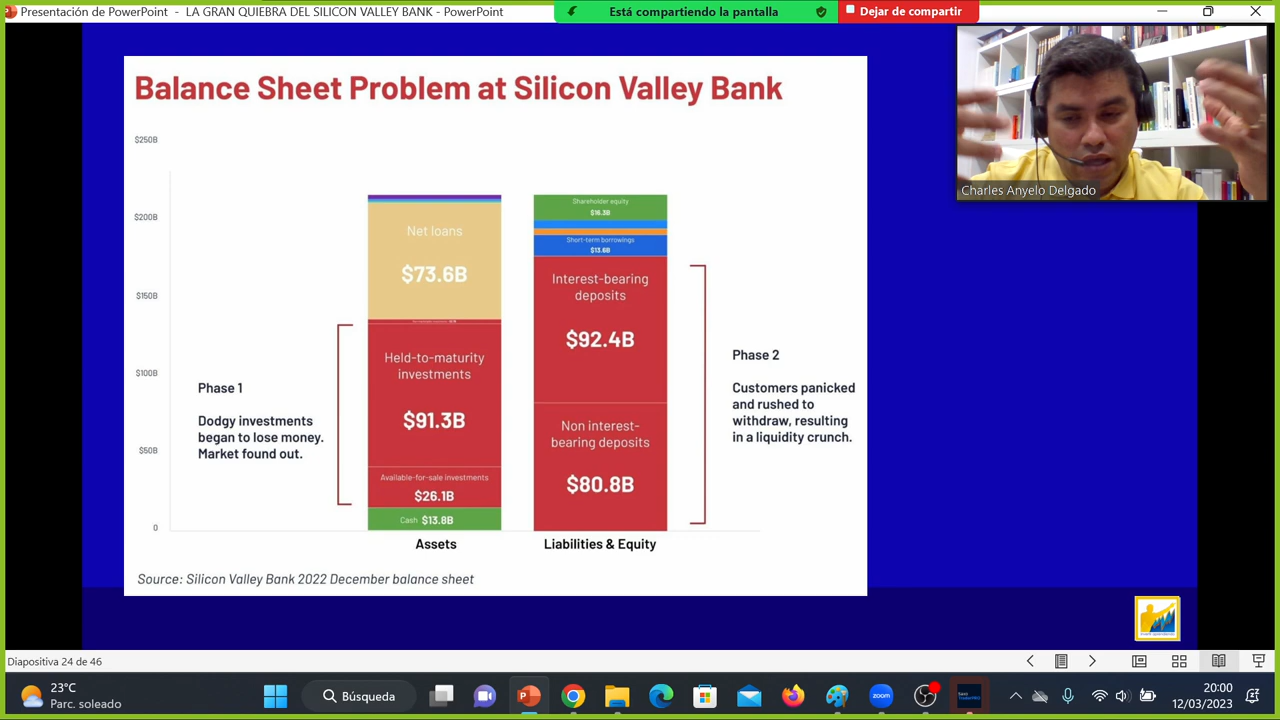 Presentación de PowerPoint - LA GRAN QUIEBRA DEL SILICON VALLEY BANK - PowerPoint
Está compartiendo la pantalla
Dejar de compartir
Charles Anyelo Delgado
Balance Sheet Problem at Silicon Valley Bank
$250B
$200B
$150B
$100B
$50B
0
Net loans
$73.6B
Held-to-maturity
investments
$91.3B
Available-for-sale investments
$26.1B
Cash $13.8B
Shareholder equity
$16.3B
Short-term borrowings
$13.6B
Interest-bearing
deposits
$92.4B
Non interest-
bearing deposits
$80.8B
Phase 1
Dodgy investments
began to lose money.
Market found out.
Phase 2
Customers panicked
and rushed to
withdraw, resulting
in a liquidity crunch.
Assets
Liabilities & Equity
Source: Silicon Valley Bank 2022 December balance sheet
Diapositiva 24 de 46
23°C
Parc. soleado
Búsqueda
zoom
20:00
12/03/2023